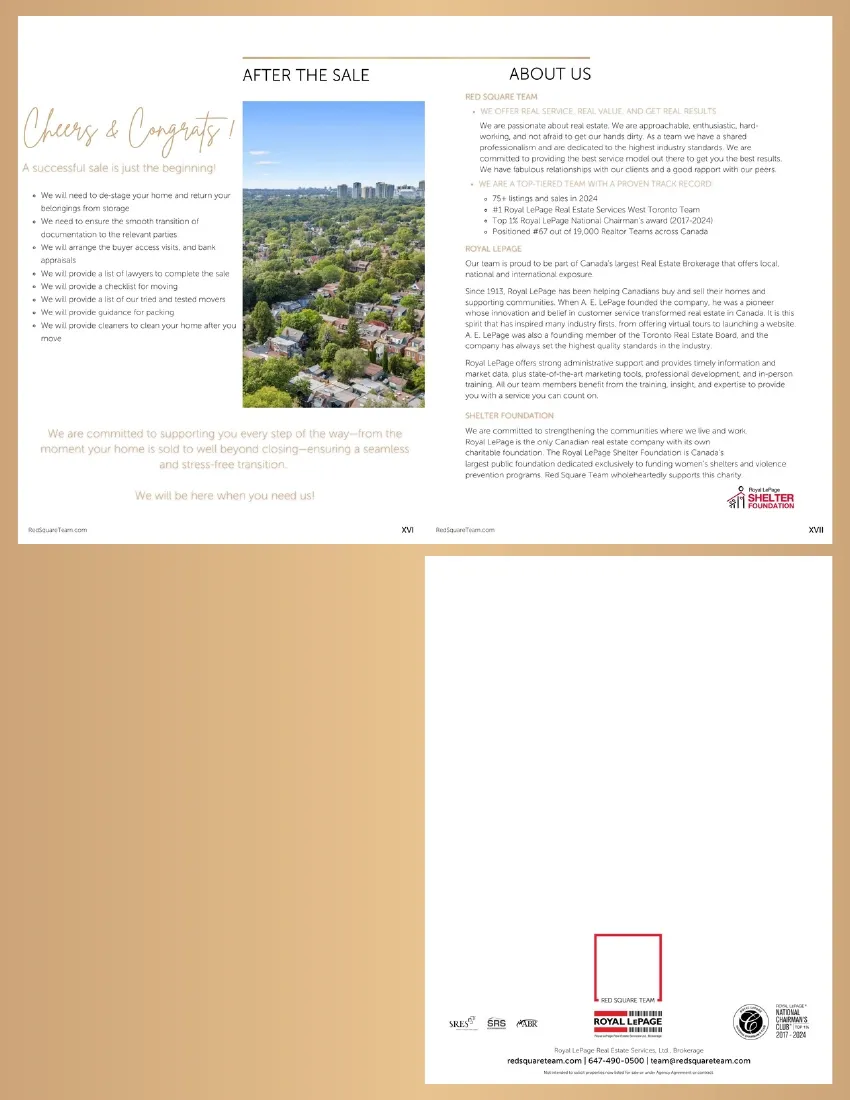 AFTER THE SALE
Cheers & Congrats !
A successful sale is just the beginning!
We will need to de-stage your home and return your
belongings from storage
We need to ensure the smooth transition of
documentation to the relevant parties
We will arrange the buyer access visits, and bank
appraisals
We will provide a list of lawyers to complete the sale
We will provide a checklist for moving
We will provide a list of our tried and tested movers
We will provide guidance for packing
We will provide cleaners to clean your home after you
move
We are committed to supporting you every step of the way—from the
moment your home is sold to well beyond closing—ensuring a seamless
and stress-free transition.
We will be here when you need us!
RedSquareTeam.com
XVI
ABOUT US
RED SQUARE TEAM
WE OFFER REAL SERVICE, REAL VALUE, AND GET REAL RESULTS
We are passionate about real estate. We are approachable, enthusiastic, hard-
working, and not afraid to get our hands dirty. As a team we have a shared
professionalism and are dedicated to the highest industry standards. We are
committed to providing the best service model out there to get you the best results.
We have fabulous relationships with our clients and a good rapport with our peers.
WE ARE A TOP-TIERED TEAM WITH A PROVEN TRACK RECORD:
75+ listings and sales in 2024
#1 Royal LePage Real Estate Services West Toronto Team
Top 1% Royal LePage National Chairman's award (2017-2024)
Positioned #67 out of 19,000 Realtor Teams across Canada
ROYAL LEPAGE
Our team is proud to be part of Canada's largest Real Estate Brokerage that offers local,
national and international exposure.
Since 1913, Royal LePage has been helping Canadians buy and sell their homes and
supporting communities. When A. E. LePage founded the company, he was a pioneer
whose innovation and belief in customer service transformed real estate in Canada. It is this
spirit that has inspired many industry firsts, from offering virtual tours to launching a website.
A. E. LePage was also a founding member of the Toronto Real Estate Board, and the
company has always set the highest quality standards in the industry.
Royal LePage offers strong administrative support and provides timely information and
market data, plus state-of-the-art marketing tools, professional development, and in-person
training. All our team members benefit from the training, insight, and expertise to provide
you with a service you can count on.
SHELTER FOUNDATION
We are committed to strengthening the communities where we live and work.
Royal LePage is the only Canadian real estate company with its own
charitable foundation. The Royal LePage Shelter Foundation is Canada's
largest public foundation dedicated exclusively to funding women's shelters and violence
prevention programs. Red Square Team wholeheartedly supports this charity.
Royal LePage
SHELTER
FOUNDATION
RedSquareTeam.com
XVII
RED SQUARE TEAM
ROYAL LEPAGE
SRES
SRS
ABR
ROYAL LEPAGE
NATIONAL
CHAIRMAN'S
CLUB TOP 1%
2017 - 2024
Royal LePage Real Estate Services, Ltd., Brokerage
redsquareteam.com | 647-490-0500 | team@redsquareteam.com
Not intended to solicit properties now listed for sale or under Agency Agreement or contract.